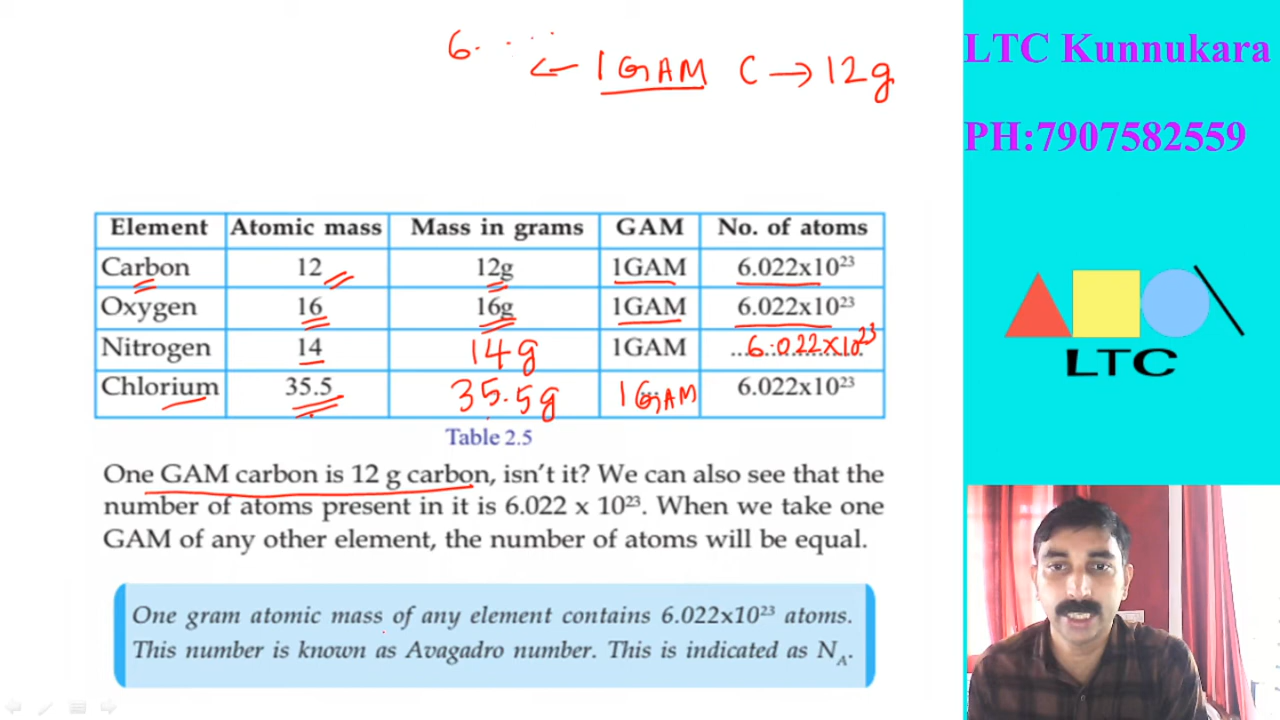 6. . . . .
← 1 GAM C → 12g
LTC Kunnukara
PH:7907582559
Element Atomic mass Mass in grams GAM No. of atoms
Carbon 12 12g 1GAM 6.022x10²³
Oxygen 16 16g 1GAM 6.022x10²³
Nitrogen 14 14g 1GAM 6.022x10²³
Chlorium 35.5 35.5g 1GAM 6.022x10²³
Table 2.5
One GAM carbon is 12 g carbon, isn't it? We can also see that the
number of atoms present in it is 6.022 x 10²³. When we take one
GAM of any other element, the number of atoms will be equal.
One gram atomic mass of any element contains 6.022x10²³ atoms.
This number is known as Avagadro number. This is indicated as N_A.
LTC